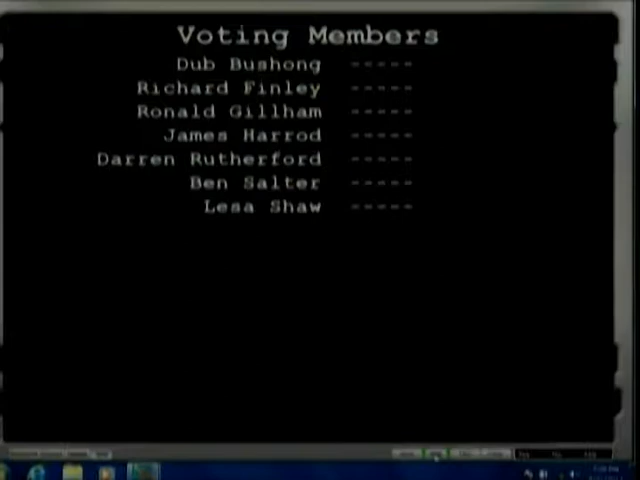 Voting Members
Dub Bushong -----
Richard Finley -----
Ronald Gillham -----
James Harrod -----
Darren Rutherford -----
Ben Salter -----
Lesa Shaw -----